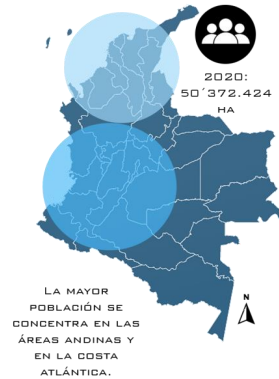 2020:
50´372.424
HA
LA MAYOR
POBLACIÓN SE
CONCENTRA EN LAS
ÁREAS ANDINAS Y
EN LA COSTA
ATLÁNTICA.
N